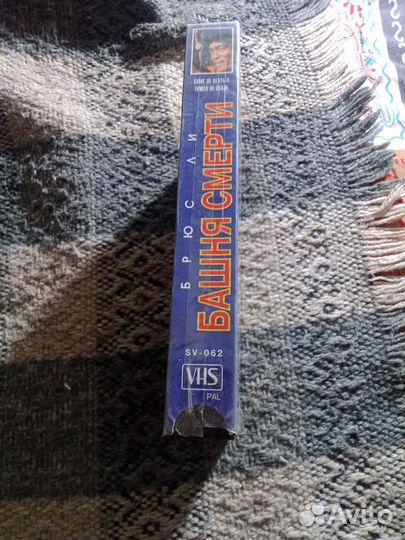 GAME OF DEATH II
TOWER OF DEATH
БРЮС ЛИ
БАШНЯ СМЕРТИ
SV-062
VHS
PAL
Avito